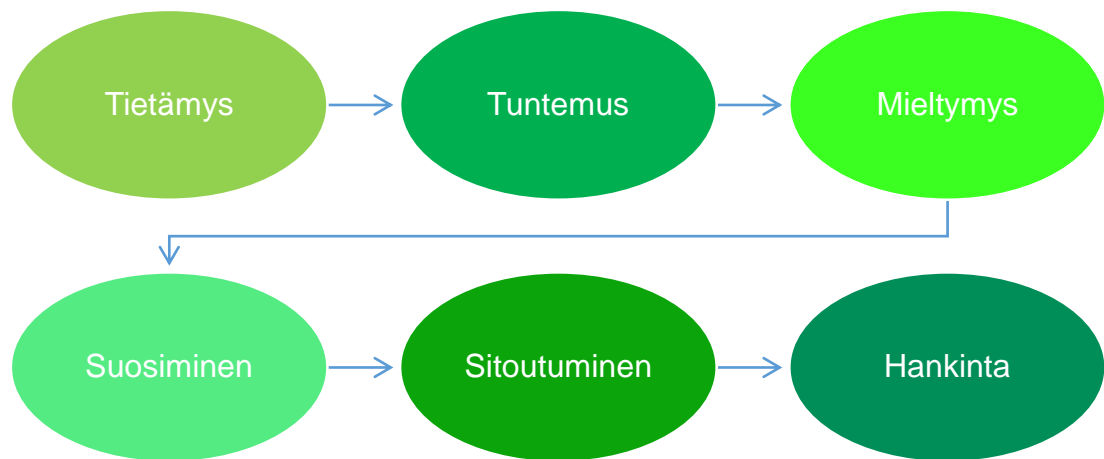 Tietämys
Tuntemus
Mieltymys
Suosiminen
Sitoutuminen
Hankinta